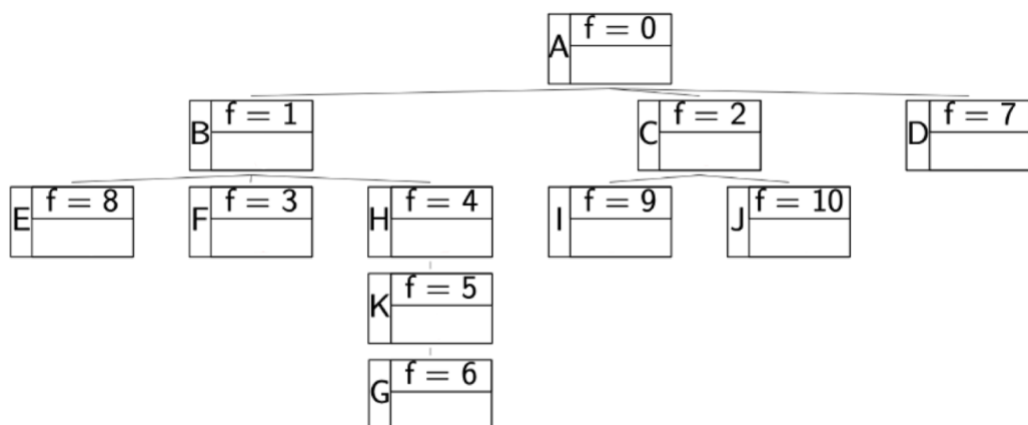 A f = 0
B f = 1
C f = 2
D f = 7
E f = 8
F f = 3
H f = 4
I f = 9
J f = 10
K f = 5
G f = 6